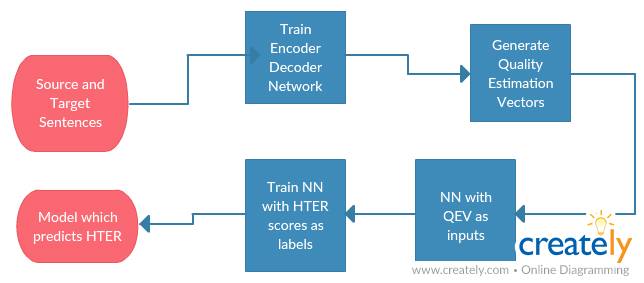 Source and
Target
Sentences
Train
Encoder
Decoder
Network
Generate
Quality
Estimation
Vectors
NN with
QEV as
inputs
Train NN
with HTER
scores as
labels
Model which
predicts HTER
creately
www.creately.com • Online Diagramming